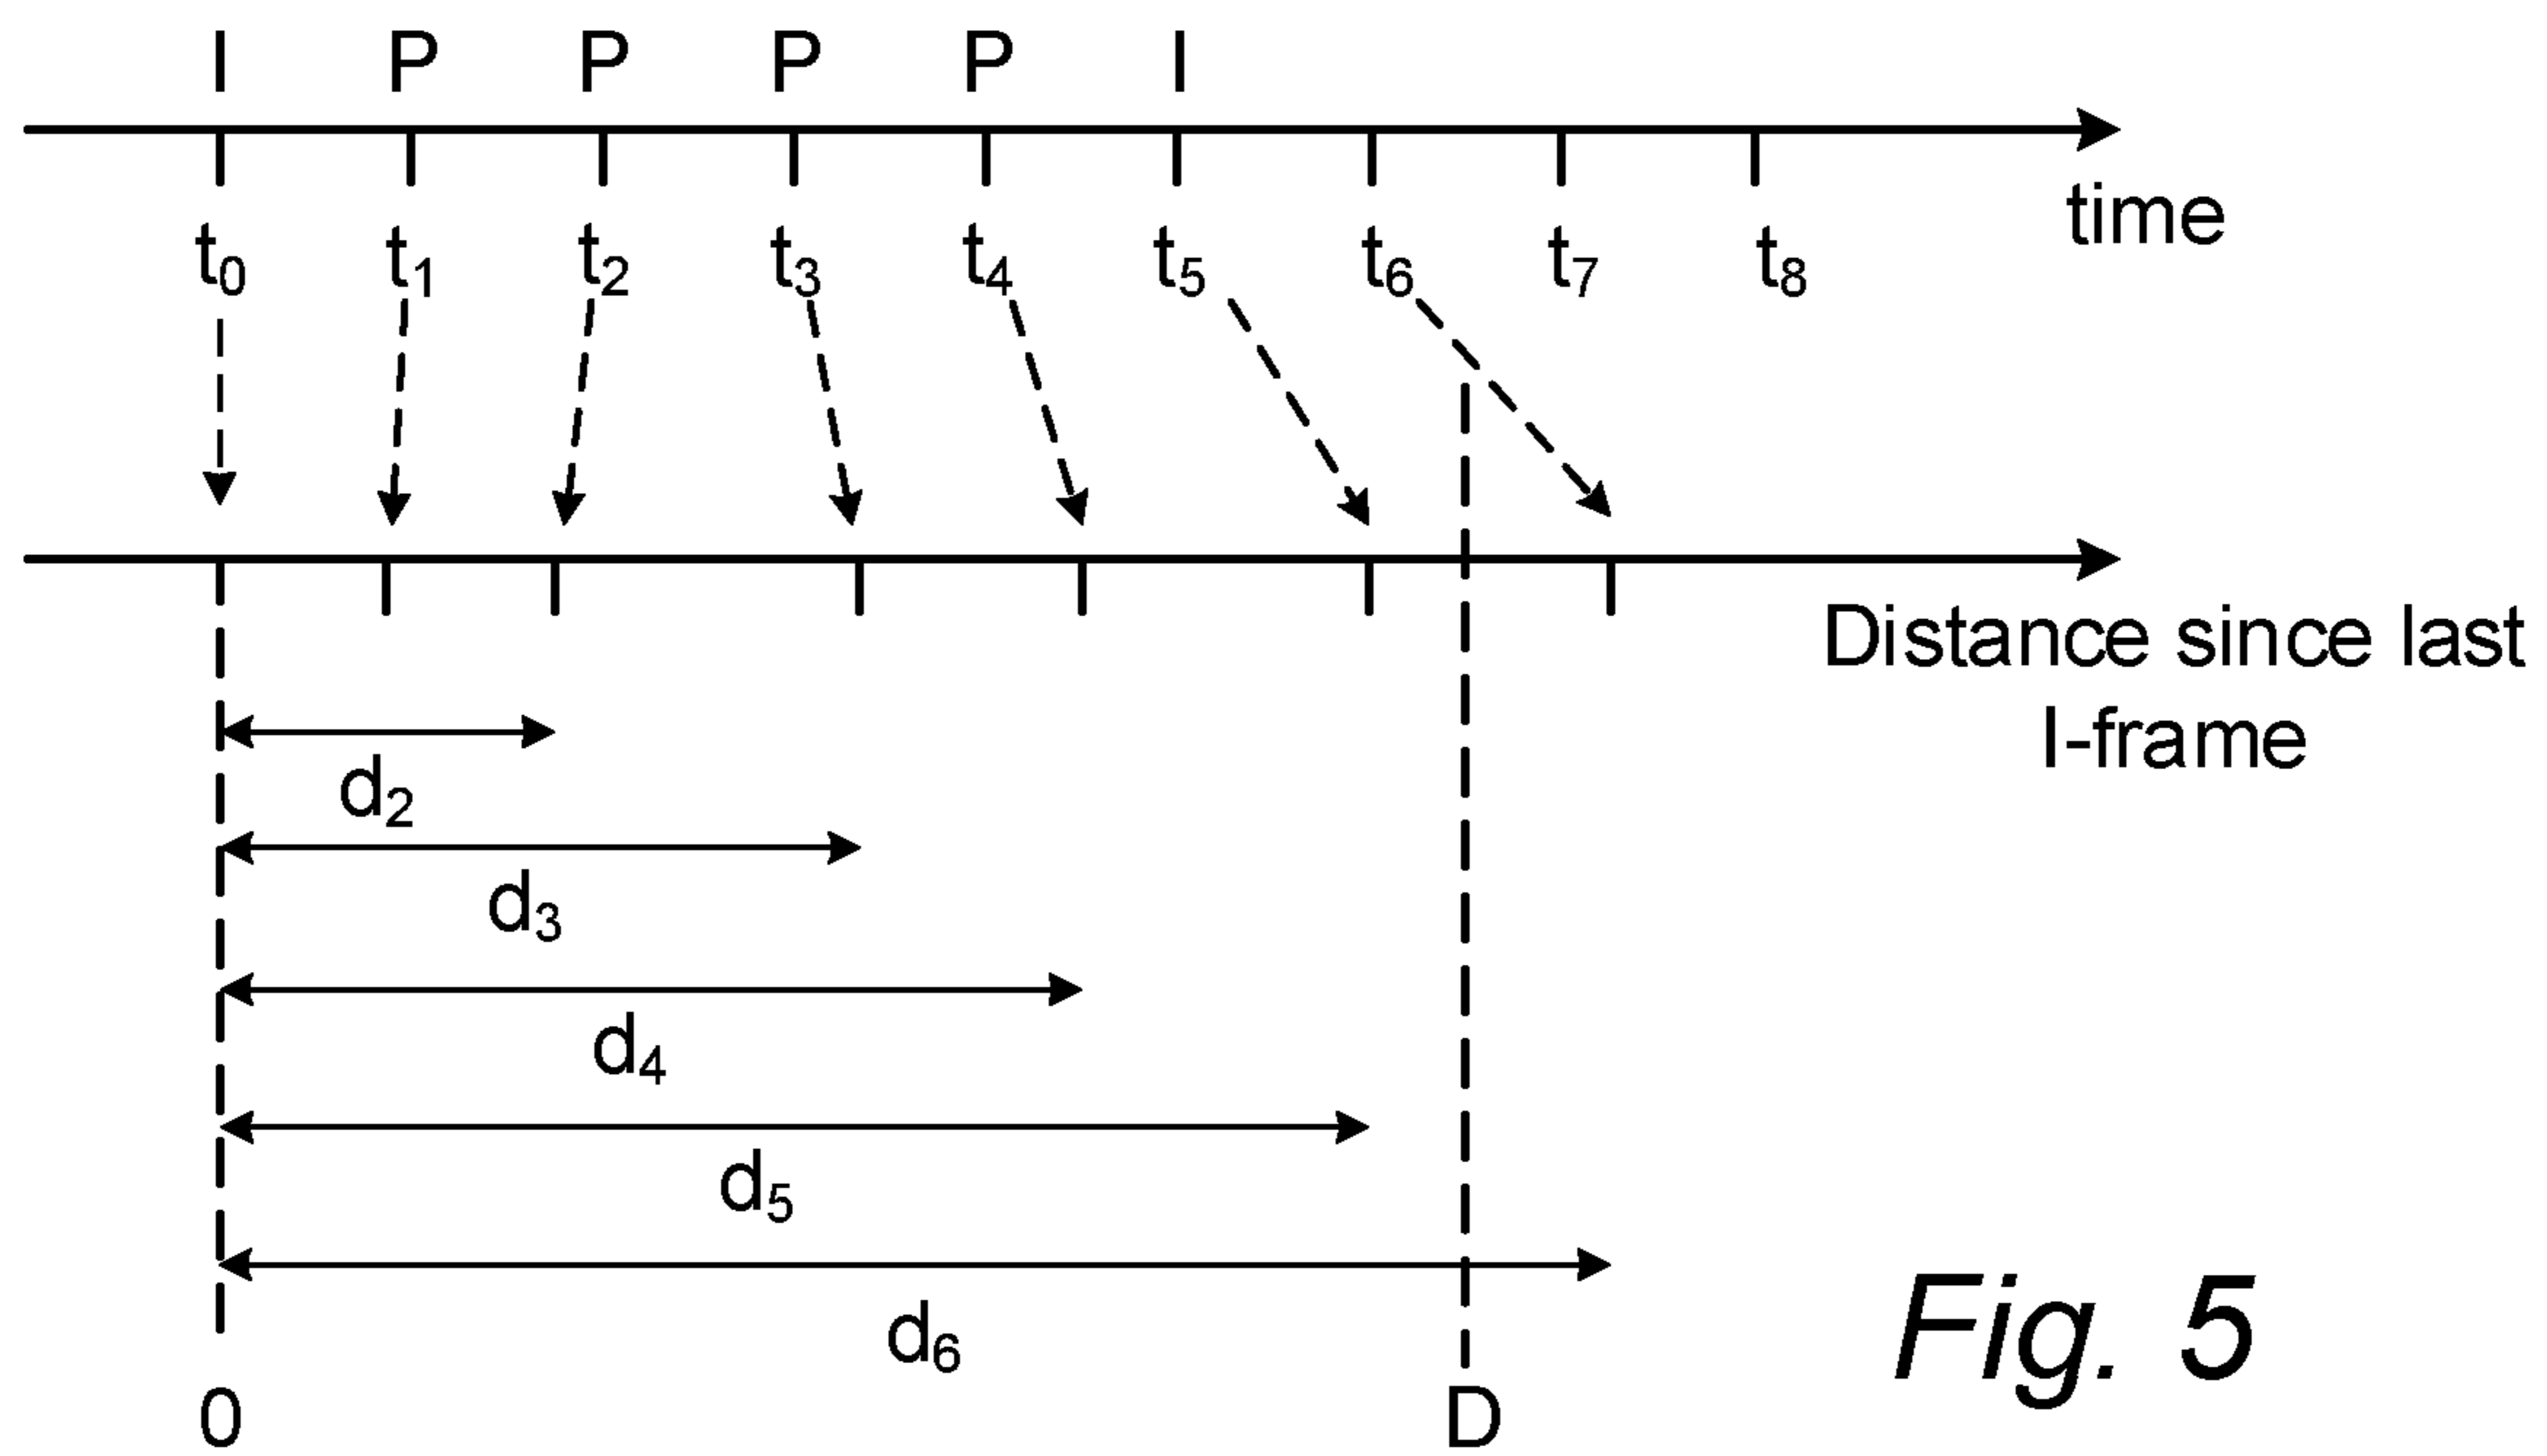 I P P P P I
t0 t1 t2 t3 t4 t5 t6 t7 t8 time
Distance since last
I-frame
d2
d3
d4
d5
d6
0 D
Fig. 5